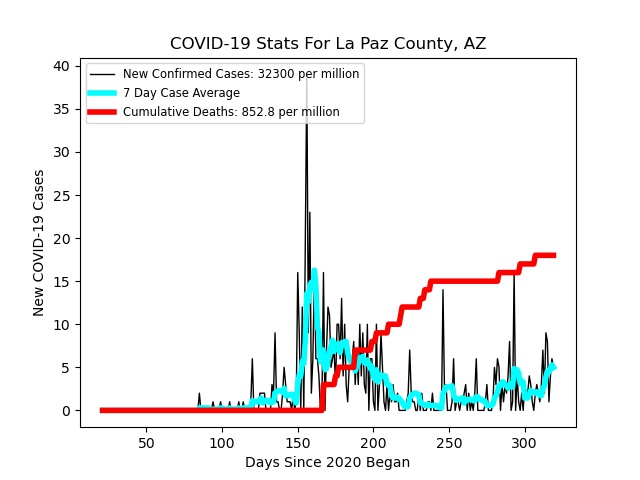 COVID-19 Stats For La Paz County, AZ
New Confirmed Cases: 32300 per million
7 Day Case Average
Cumulative Deaths: 852.8 per million
New COVID-19 Cases
40
35
30
25
20
15
10
5
0
50 100 150 200 250 300
Days Since 2020 Began